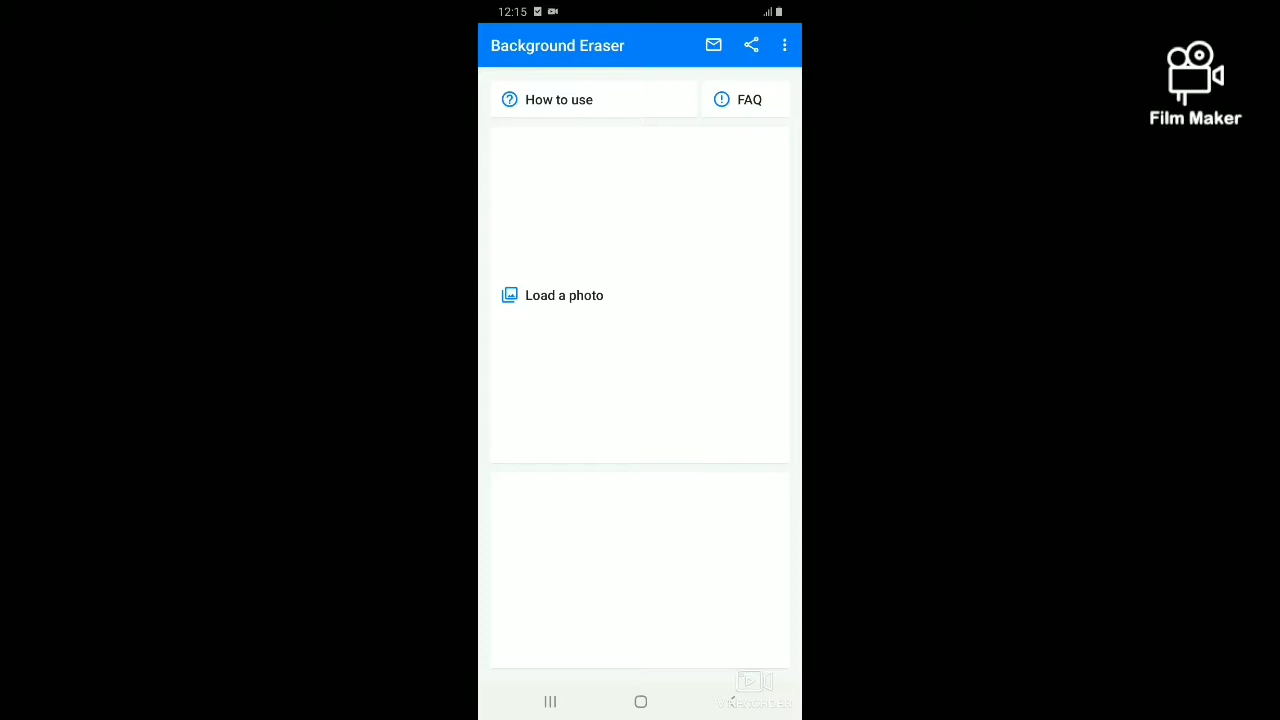 12:15
Background Eraser
How to use
FAQ
Load a photo
Film Maker